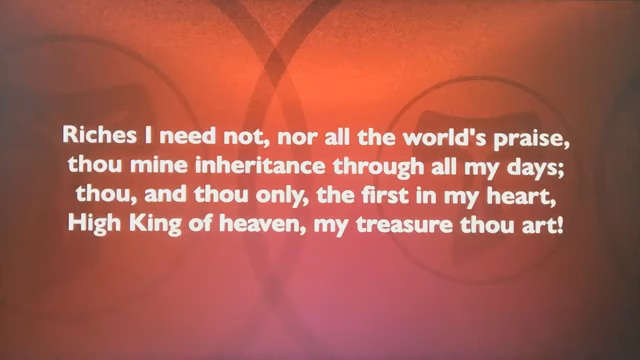 Riches I need not, nor all the world's praise,
thou mine inheritance through all my days;
thou, and thou only, the first in my heart,
High King of heaven, my treasure thou art!